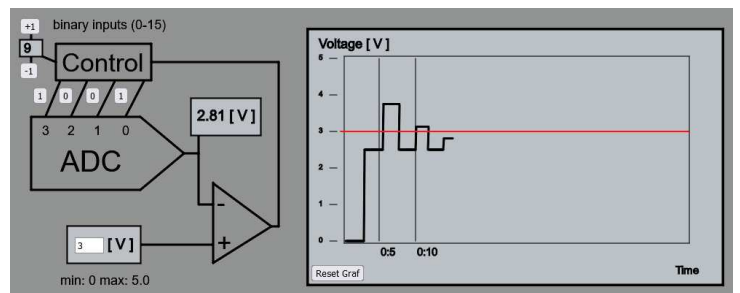 +1
binary inputs (0-15)
9
-1
Control
1 0 0 1
3 2 1 0
ADC
2.81 [ V ]
-
+
3 [ V ]
min: 0 max: 5.0
Voltage [ V ]
5
4
3
2
1
0
0:5 0:10
Reset Graf
Time